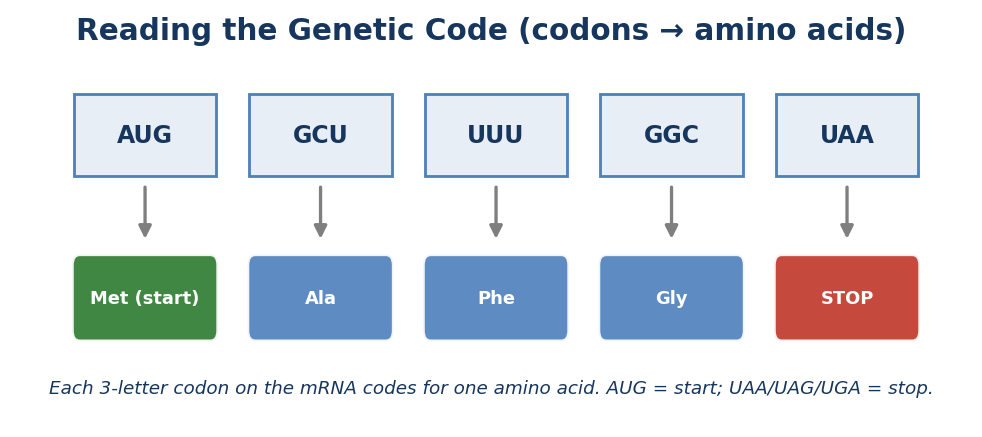 Reading the Genetic Code (codons → amino acids)
AUG GCU UUU GGC UAA
Met (start) Ala Phe Gly STOP
Each 3-letter codon on the mRNA codes for one amino acid. AUG = start; UAA/UAG/UGA = stop.